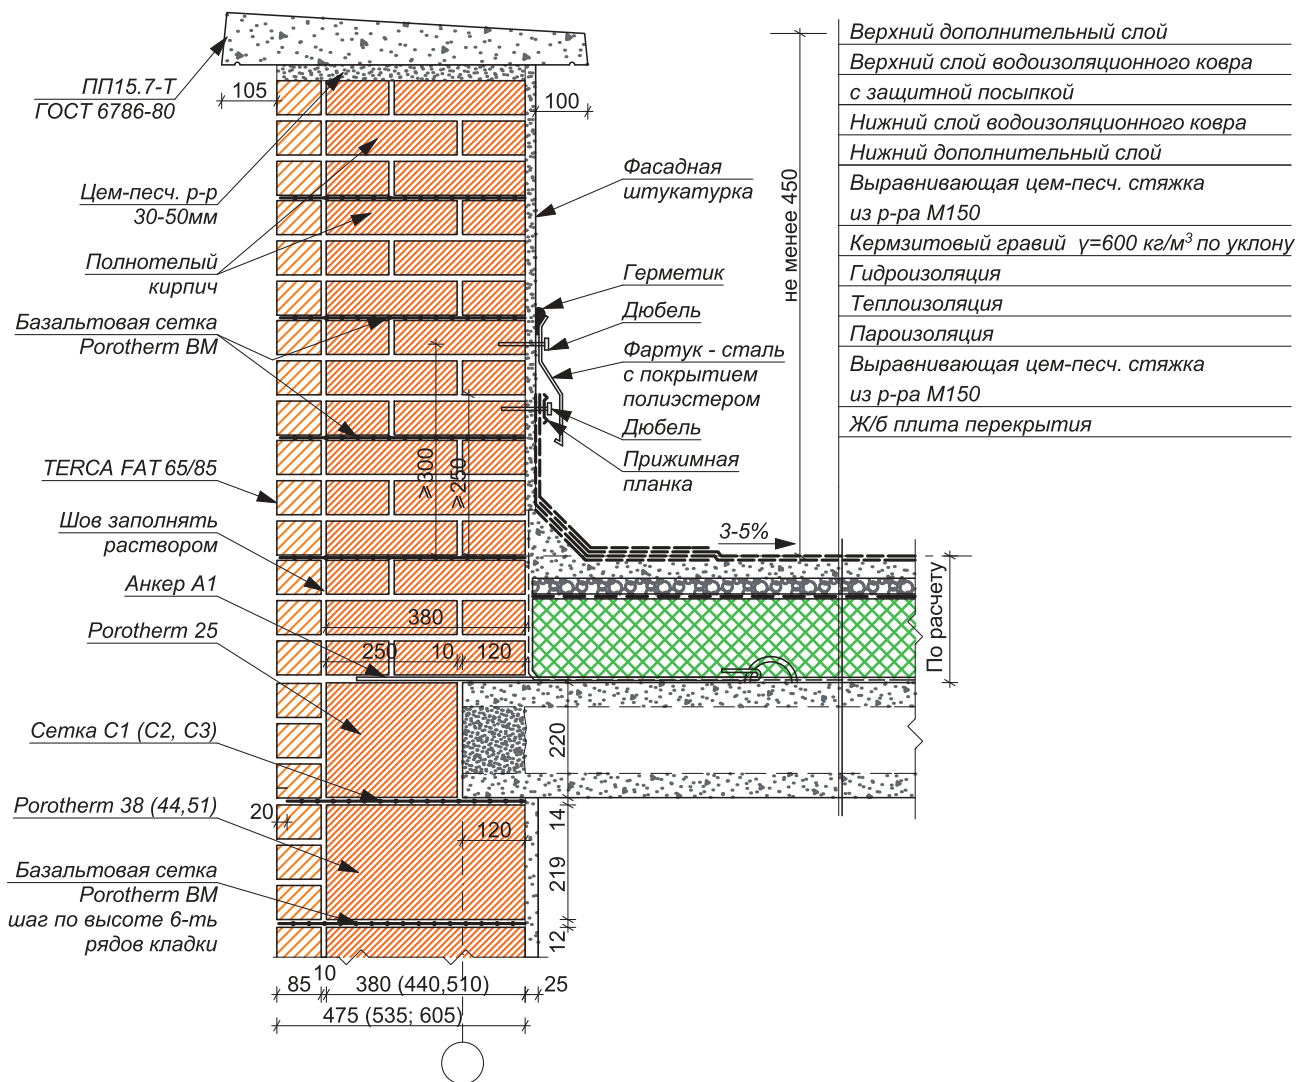 ПП15.7-Т
ГОСТ 6786-80
105
100
Цем-песч. р-р
30-50мм
Полнотелый
кирпич
Базальтовая сетка
Porotherm BM
TERCA FAT 65/85
Шов заполнять
раствором
Анкер А1
Porotherm 25
Сетка С1 (С2, С3)
Porotherm 38 (44,51)
20
Базальтовая сетка
Porotherm BM
шаг по высоте 6-ть
рядов кладки
Фасадная
штукатурка
Герметик
Дюбель
Фартук - сталь
с покрытием
полиэстером
Дюбель
Прижимная
планка
≥300
≥250
3-5%
не менее 450
380
250
10
120
220
14
120
219
12
10
85
380 (440,510)
25
475 (535; 605)
По расчету
Верхний дополнительный слой
Верхний слой водоизоляционного ковра
с защитной посыпкой
Нижний слой водоизоляционного ковра
Нижний дополнительный слой
Выравнивающая цем-песч. стяжка
из р-ра М150
Кермзитовый гравий γ=600 кг/м³ по уклону
Гидроизоляция
Теплоизоляция
Пароизоляция
Выравнивающая цем-песч. стяжка
из р-ра М150
Ж/б плита перекрытия